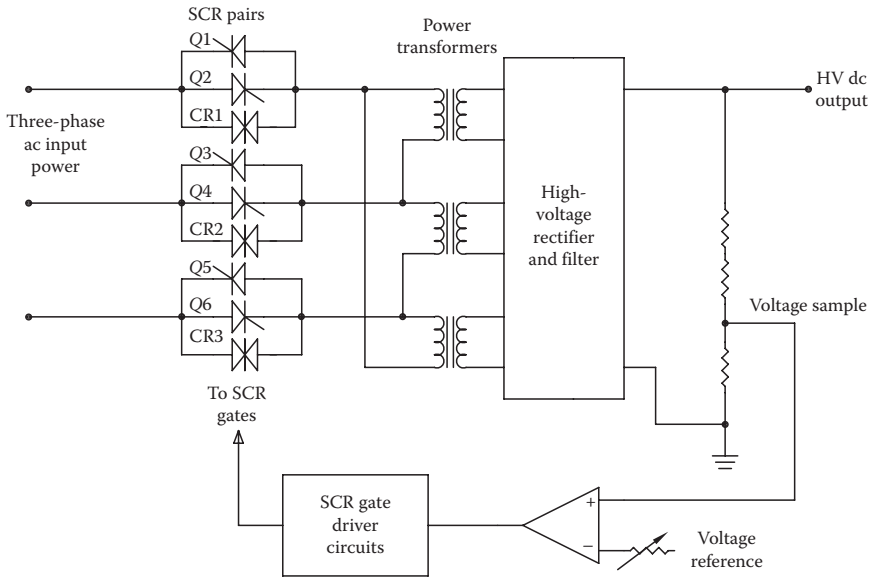 SCR pairs
Q1
Q2
CR1
Q3
Q4
CR2
Q5
Q6
CR3
Three-phase
ac input
power
Power
transformers
High-
voltage
rectifier
and filter
HV dc
output
Voltage sample
To SCR
gates
SCR gate
driver
circuits
+
−
Voltage
reference